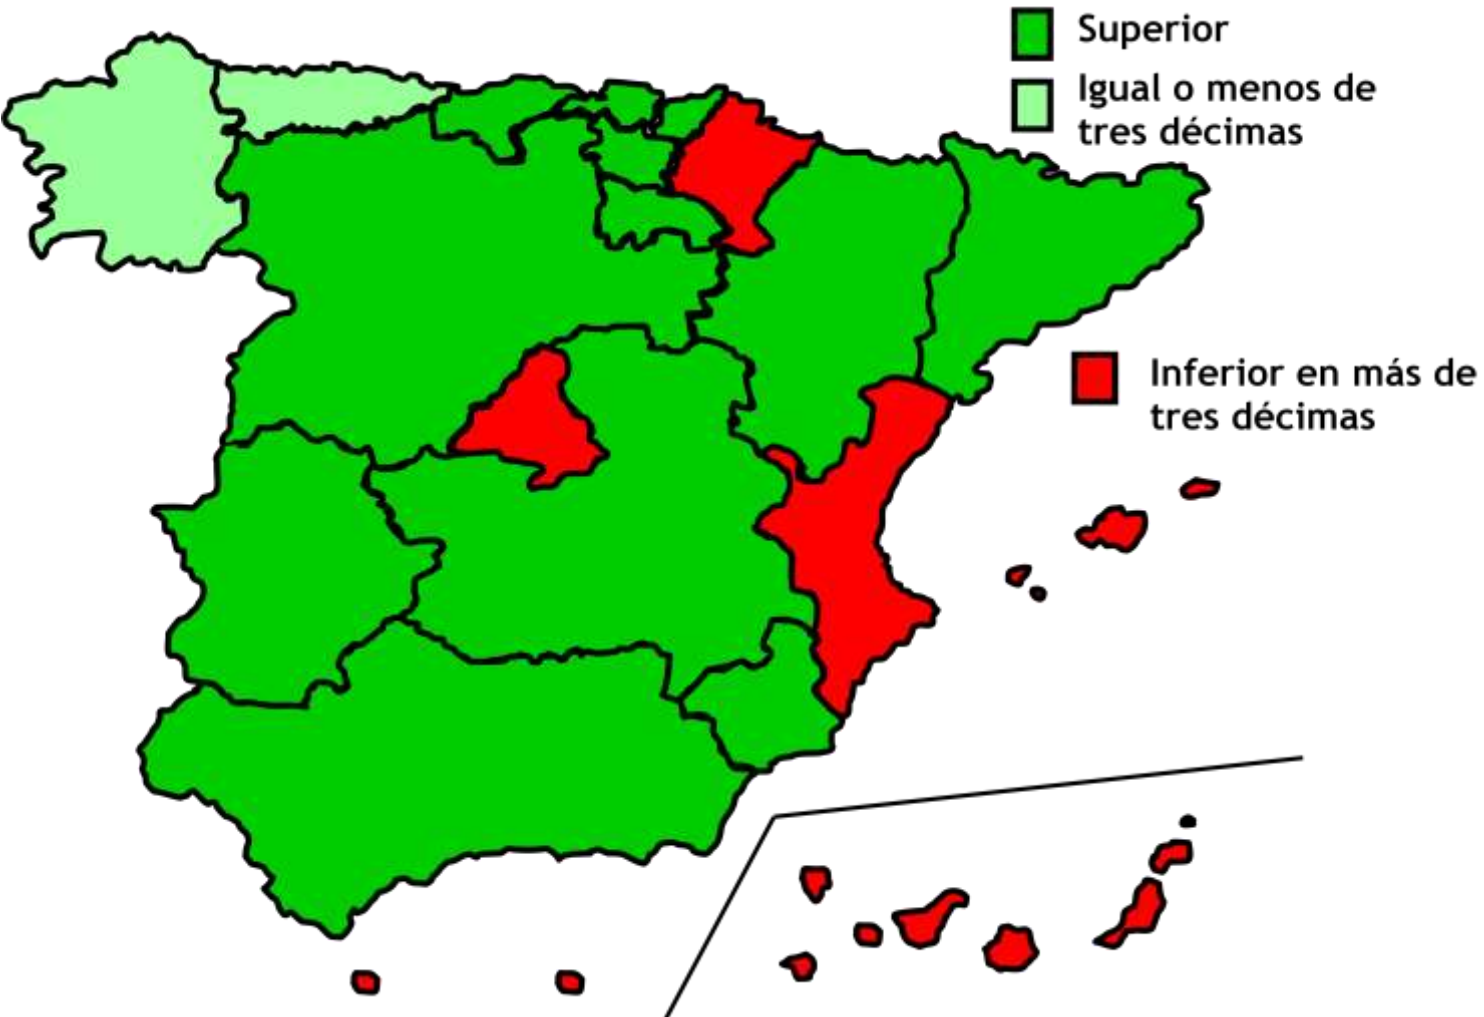 Superior
Igual o menos de
tres décimas
Inferior en más de
tres décimas